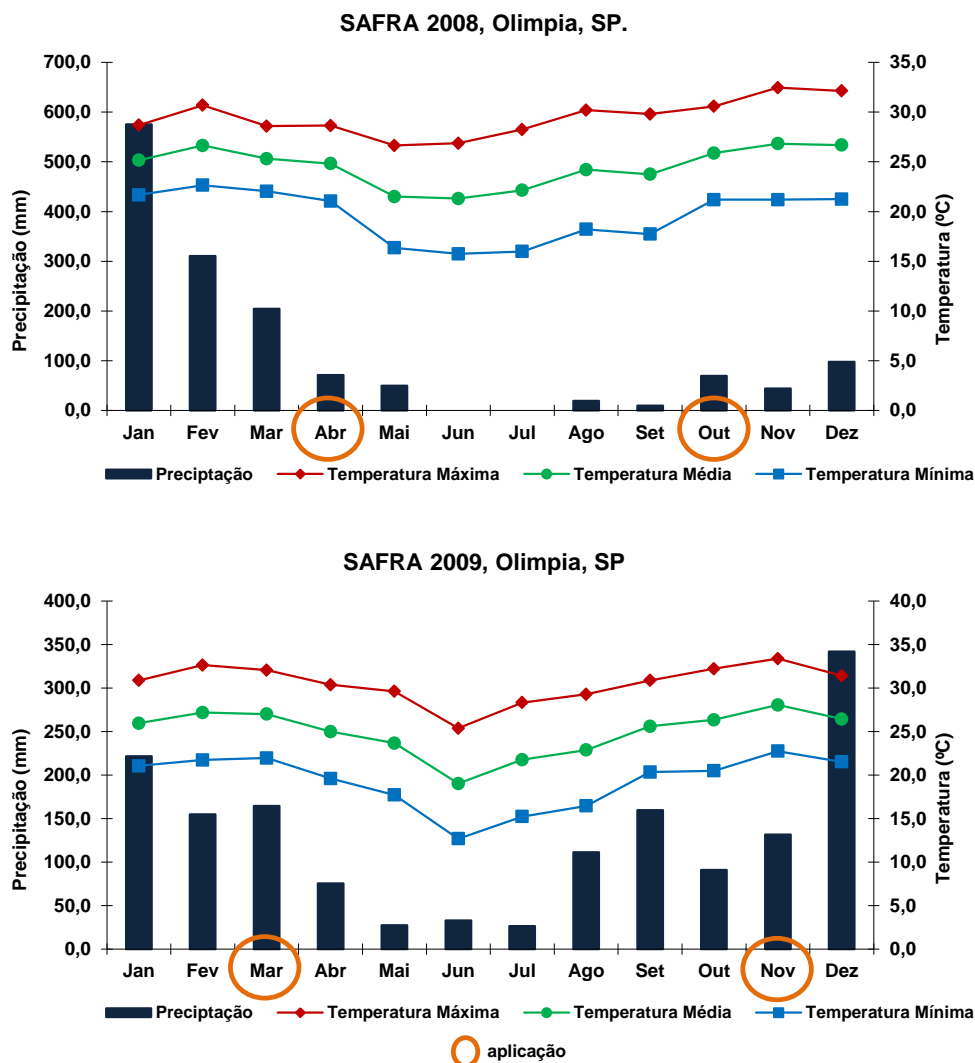 SAFRA 2008, Olimpia, SP.
700,0 35,0
600,0 30,0
500,0 25,0
400,0 20,0
300,0 15,0
200,0 10,0
100,0 5,0
0,0 0,0
Precipitação (mm)
Temperatura (ºC)
Jan Fev Mar Abr Mai Jun Jul Ago Set Out Nov Dez
Preciptação Temperatura Máxima Temperatura Média Temperatura Mínima
SAFRA 2009, Olimpia, SP
400,0 40,0
350,0 35,0
300,0 30,0
250,0 25,0
200,0 20,0
150,0 15,0
100,0 10,0
50,0 5,0
0,0 0,0
Precipitação (mm)
Temperatura (ºC)
Jan Fev Mar Abr Mai Jun Jul Ago Set Out Nov Dez
Preciptação Temperatura Máxima Temperatura Média Temperatura Mínima
aplicação